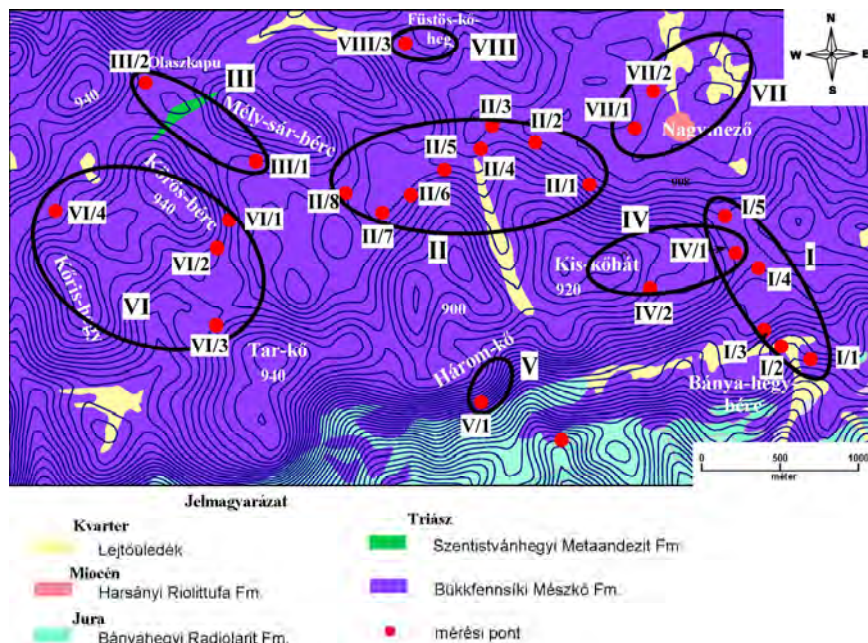 Füstös-kő-
heg.
VIII/3
VIII
N
W
E
S
III/2
Olaszkapu
III
940
Mély-sár-bérc
VII/2
VII
VII/1
Nagymező
II/3
II/2
II/5
II/4
III/1
II/1
II/8
II/6
II/7
II
Kőrös-bérc
940
VI/4
VI/1
VI/2
Kőris-hegy
VI
VI/3
Tar-kő
940
900
I/5
IV
IV/1
I
Kis-kőhát
920
I/4
IV/2
Három-kő
V
V/1
I/3
I/2
I/1
Bánya-hegy-
bérc
0
500
1000
méter
Jelmagyarázat
Kvarter
Lejtőüledék
Miocén
Harsányi Riolittufa Fm.
Jura
Bányahegyi Radiolarit Fm.
Triász
Szentistvánhegyi Metaandezit Fm
Bükkfennsíki Mészkő Fm.
mérési pont